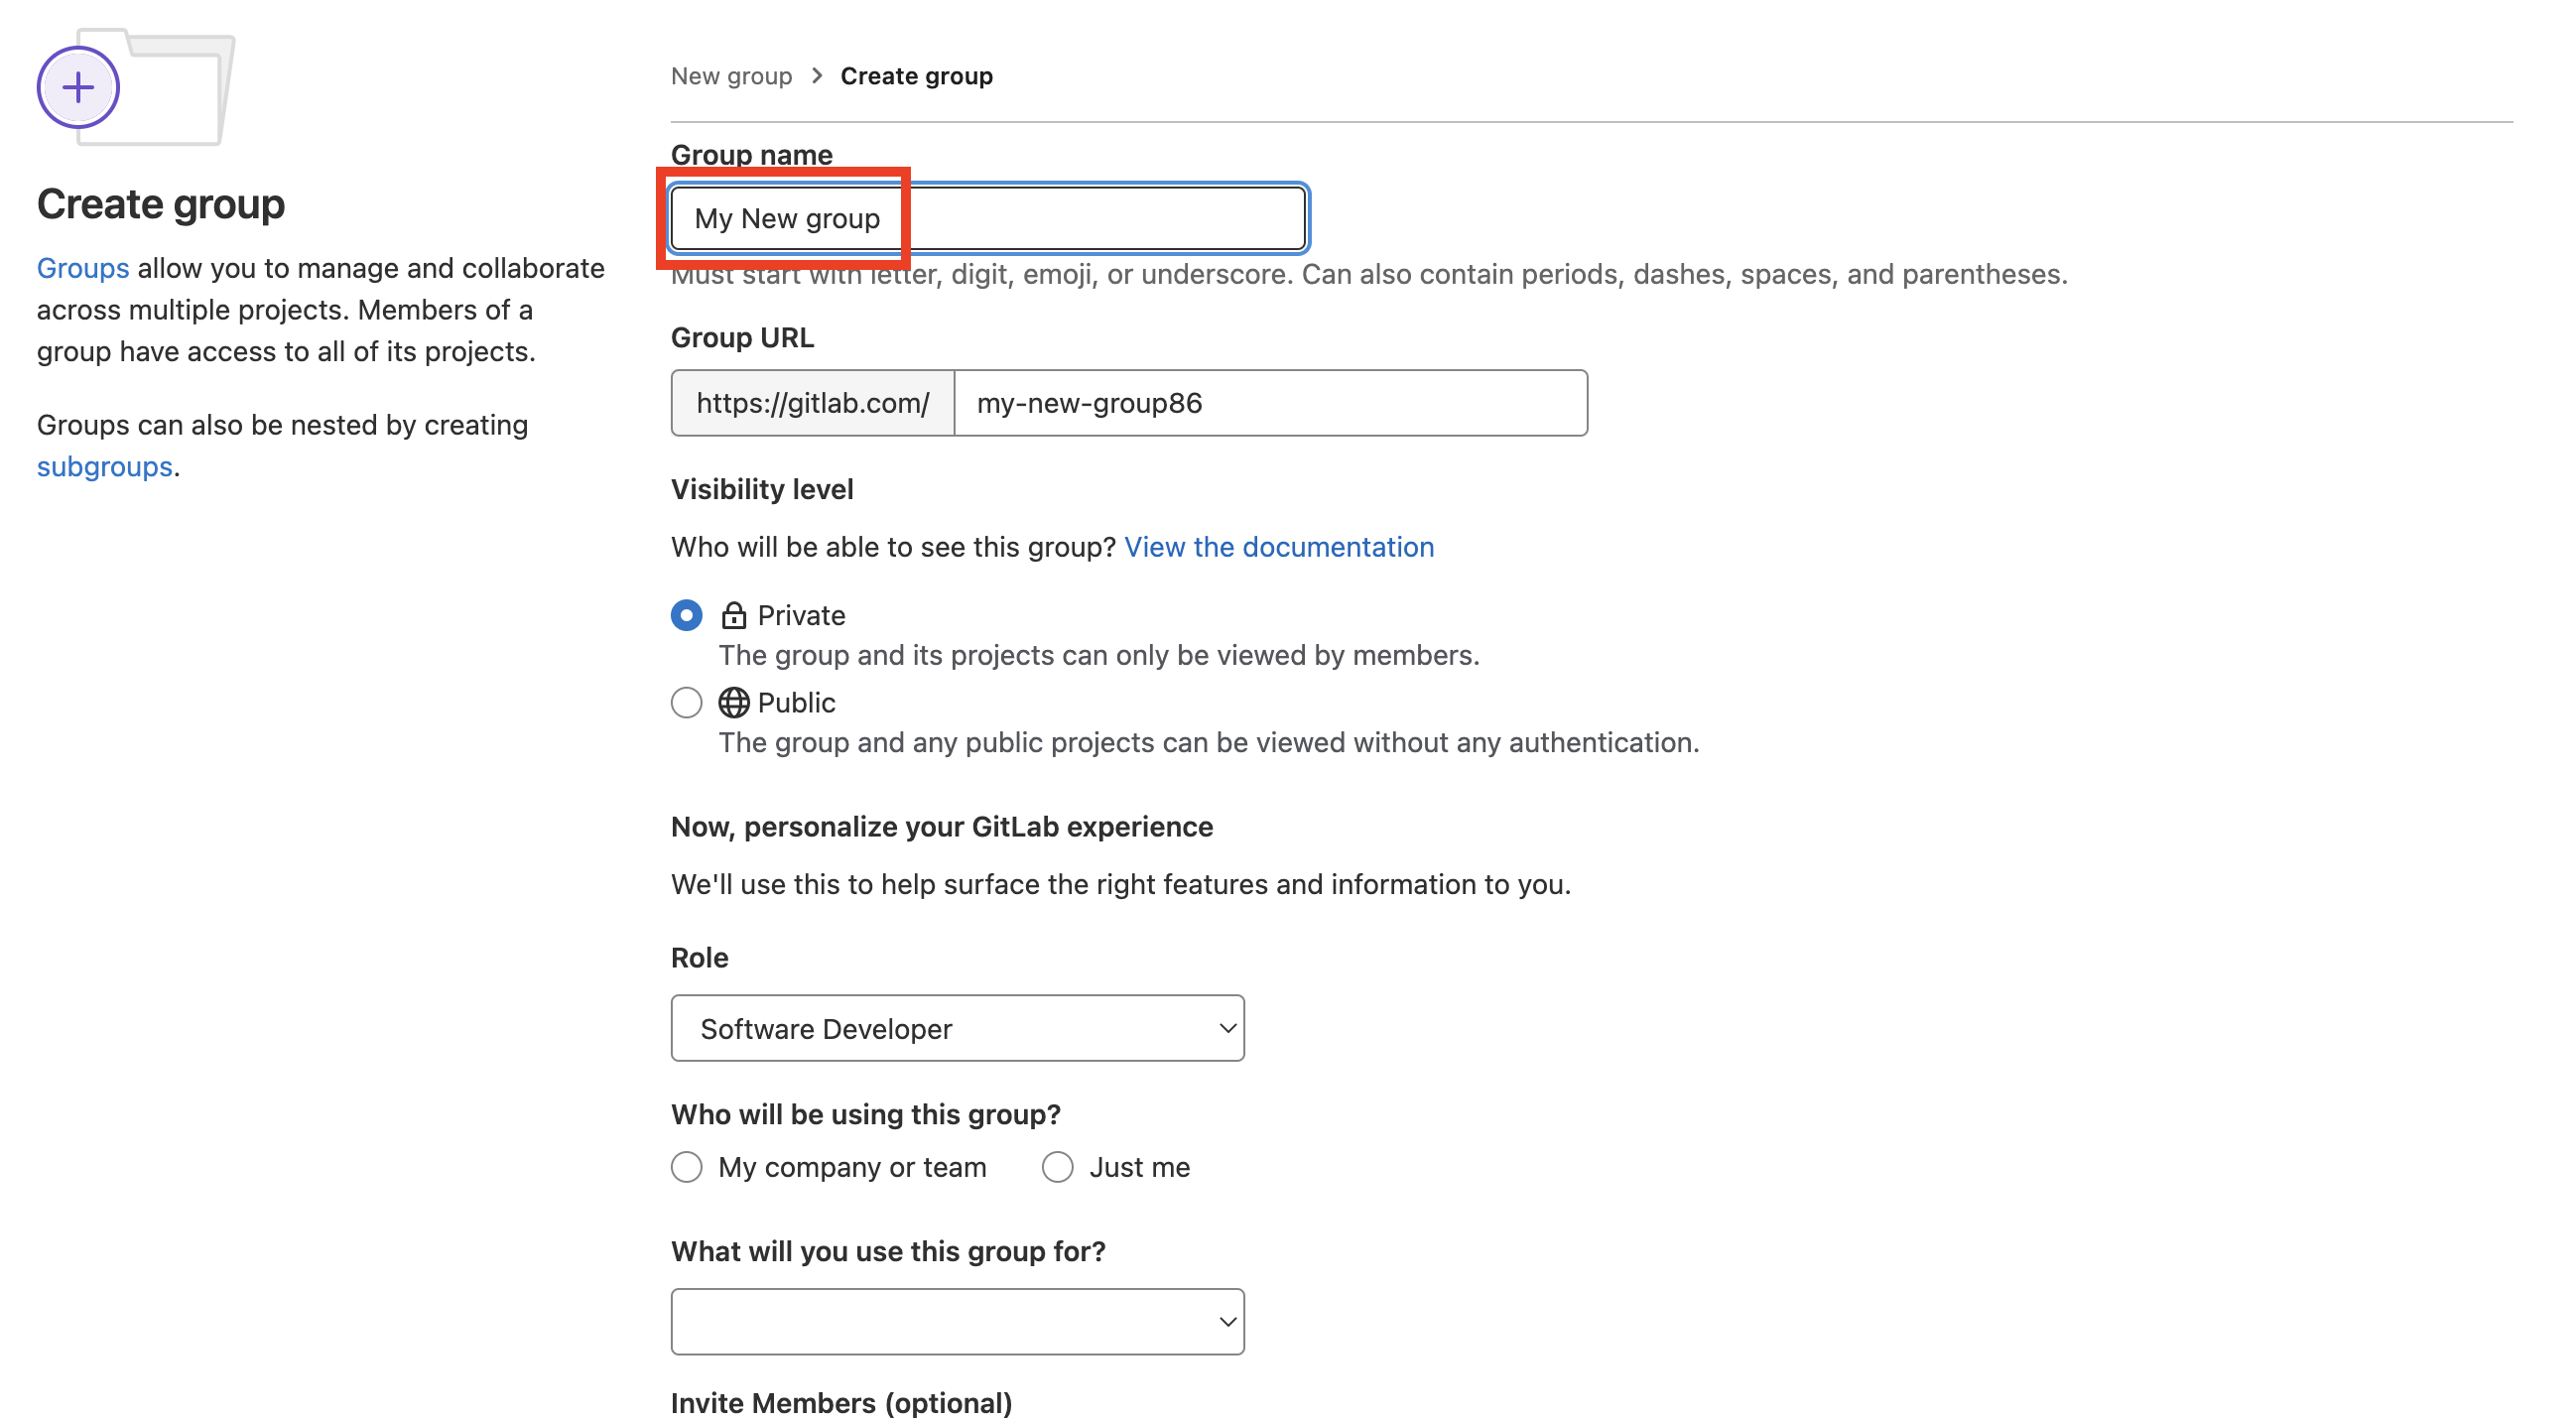 Create group
Groups allow you to manage and collaborate
across multiple projects. Members of a
group have access to all of its projects.
Groups can also be nested by creating
subgroups.
New group > Create group
Group name
My New group
Must start with letter, digit, emoji, or underscore. Can also contain periods, dashes, spaces, and parentheses.
Group URL
https://gitlab.com/ my-new-group86
Visibility level
Who will be able to see this group? View the documentation
Private
The group and its projects can only be viewed by members.
Public
The group and any public projects can be viewed without any authentication.
Now, personalize your GitLab experience
We'll use this to help surface the right features and information to you.
Role
Software Developer
Who will be using this group?
My company or team Just me
What will you use this group for?
Invite Members (optional)